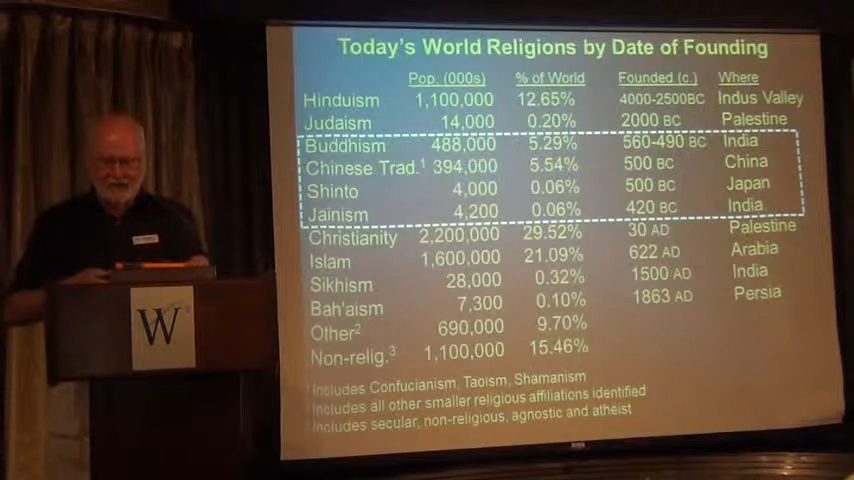 Today's World Religions by Date of Founding
Pop. (000s) % of World Founded (c.) Where
Hinduism 1,100,000 12.65% 4000-2500BC Indus Valley
Judaism 14,000 0.20% 2000 BC Palestine
Buddhism 488,000 5.29% 560-490 BC India
Chinese Trad.¹ 394,000 5.54% 500 BC China
Shinto 4,000 0.06% 500 BC Japan
Jainism 4,200 0.06% 420 BC India
Christianity 2,200,000 29.52% 30 AD Palestine
Islam 1,600,000 21.09% 622 AD Arabia
Sikhism 28,000 0.32% 1500 AD India
Bah'aism 7,300 0.10% 1863 AD Persia
Other² 690,000 9.70%
Non-relig.³ 1,100,000 15.46%
Includes Confucianism, Taoism, Shamanism
Includes all other smaller religious affiliations identified
Includes secular, non-religious, agnostic and atheist
W